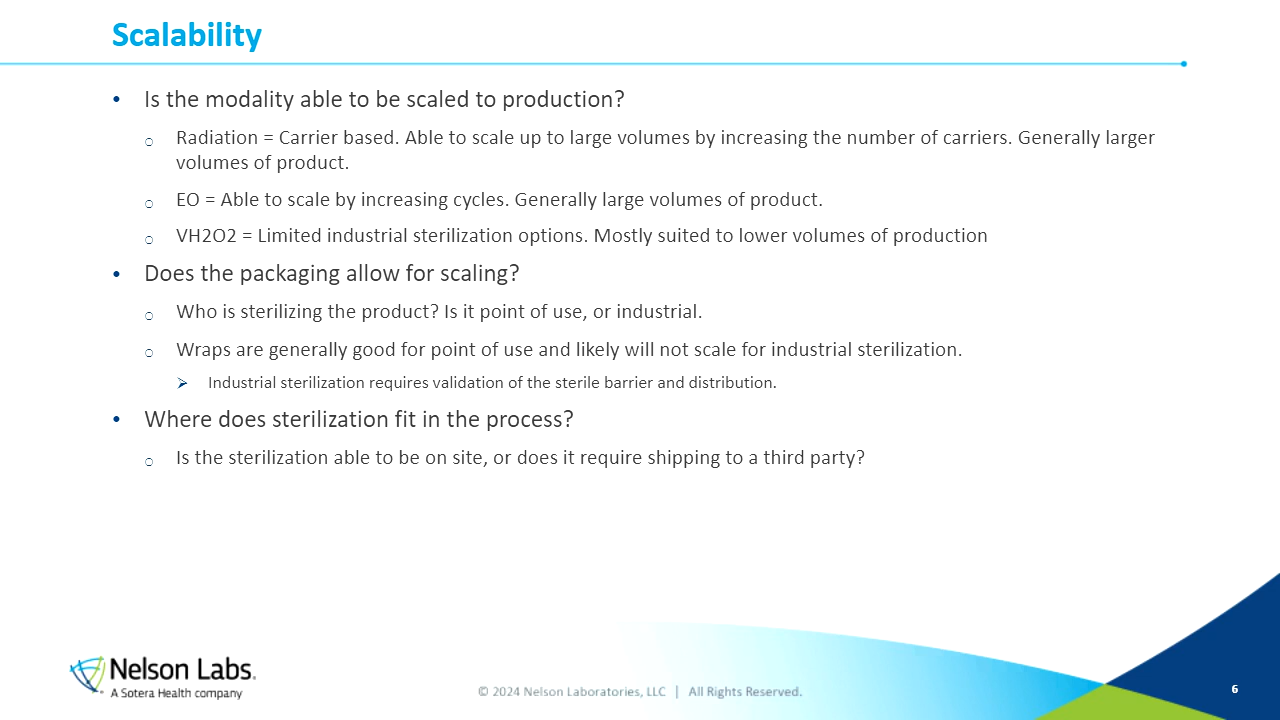 Scalability
• Is the modality able to be scaled to production?
o Radiation = Carrier based. Able to scale up to large volumes by increasing the number of carriers. Generally larger
volumes of product.
o EO = Able to scale by increasing cycles. Generally large volumes of product.
o VH2O2 = Limited industrial sterilization options. Mostly suited to lower volumes of production
• Does the packaging allow for scaling?
o Who is sterilizing the product? Is it point of use, or industrial.
o Wraps are generally good for point of use and likely will not scale for industrial sterilization.
➢ Industrial sterilization requires validation of the sterile barrier and distribution.
• Where does sterilization fit in the process?
o Is the sterilization able to be on site, or does it require shipping to a third party?
Nelson Labs.
A Sotera Health company
© 2024 Nelson Laboratories, LLC | All Rights Reserved.
6